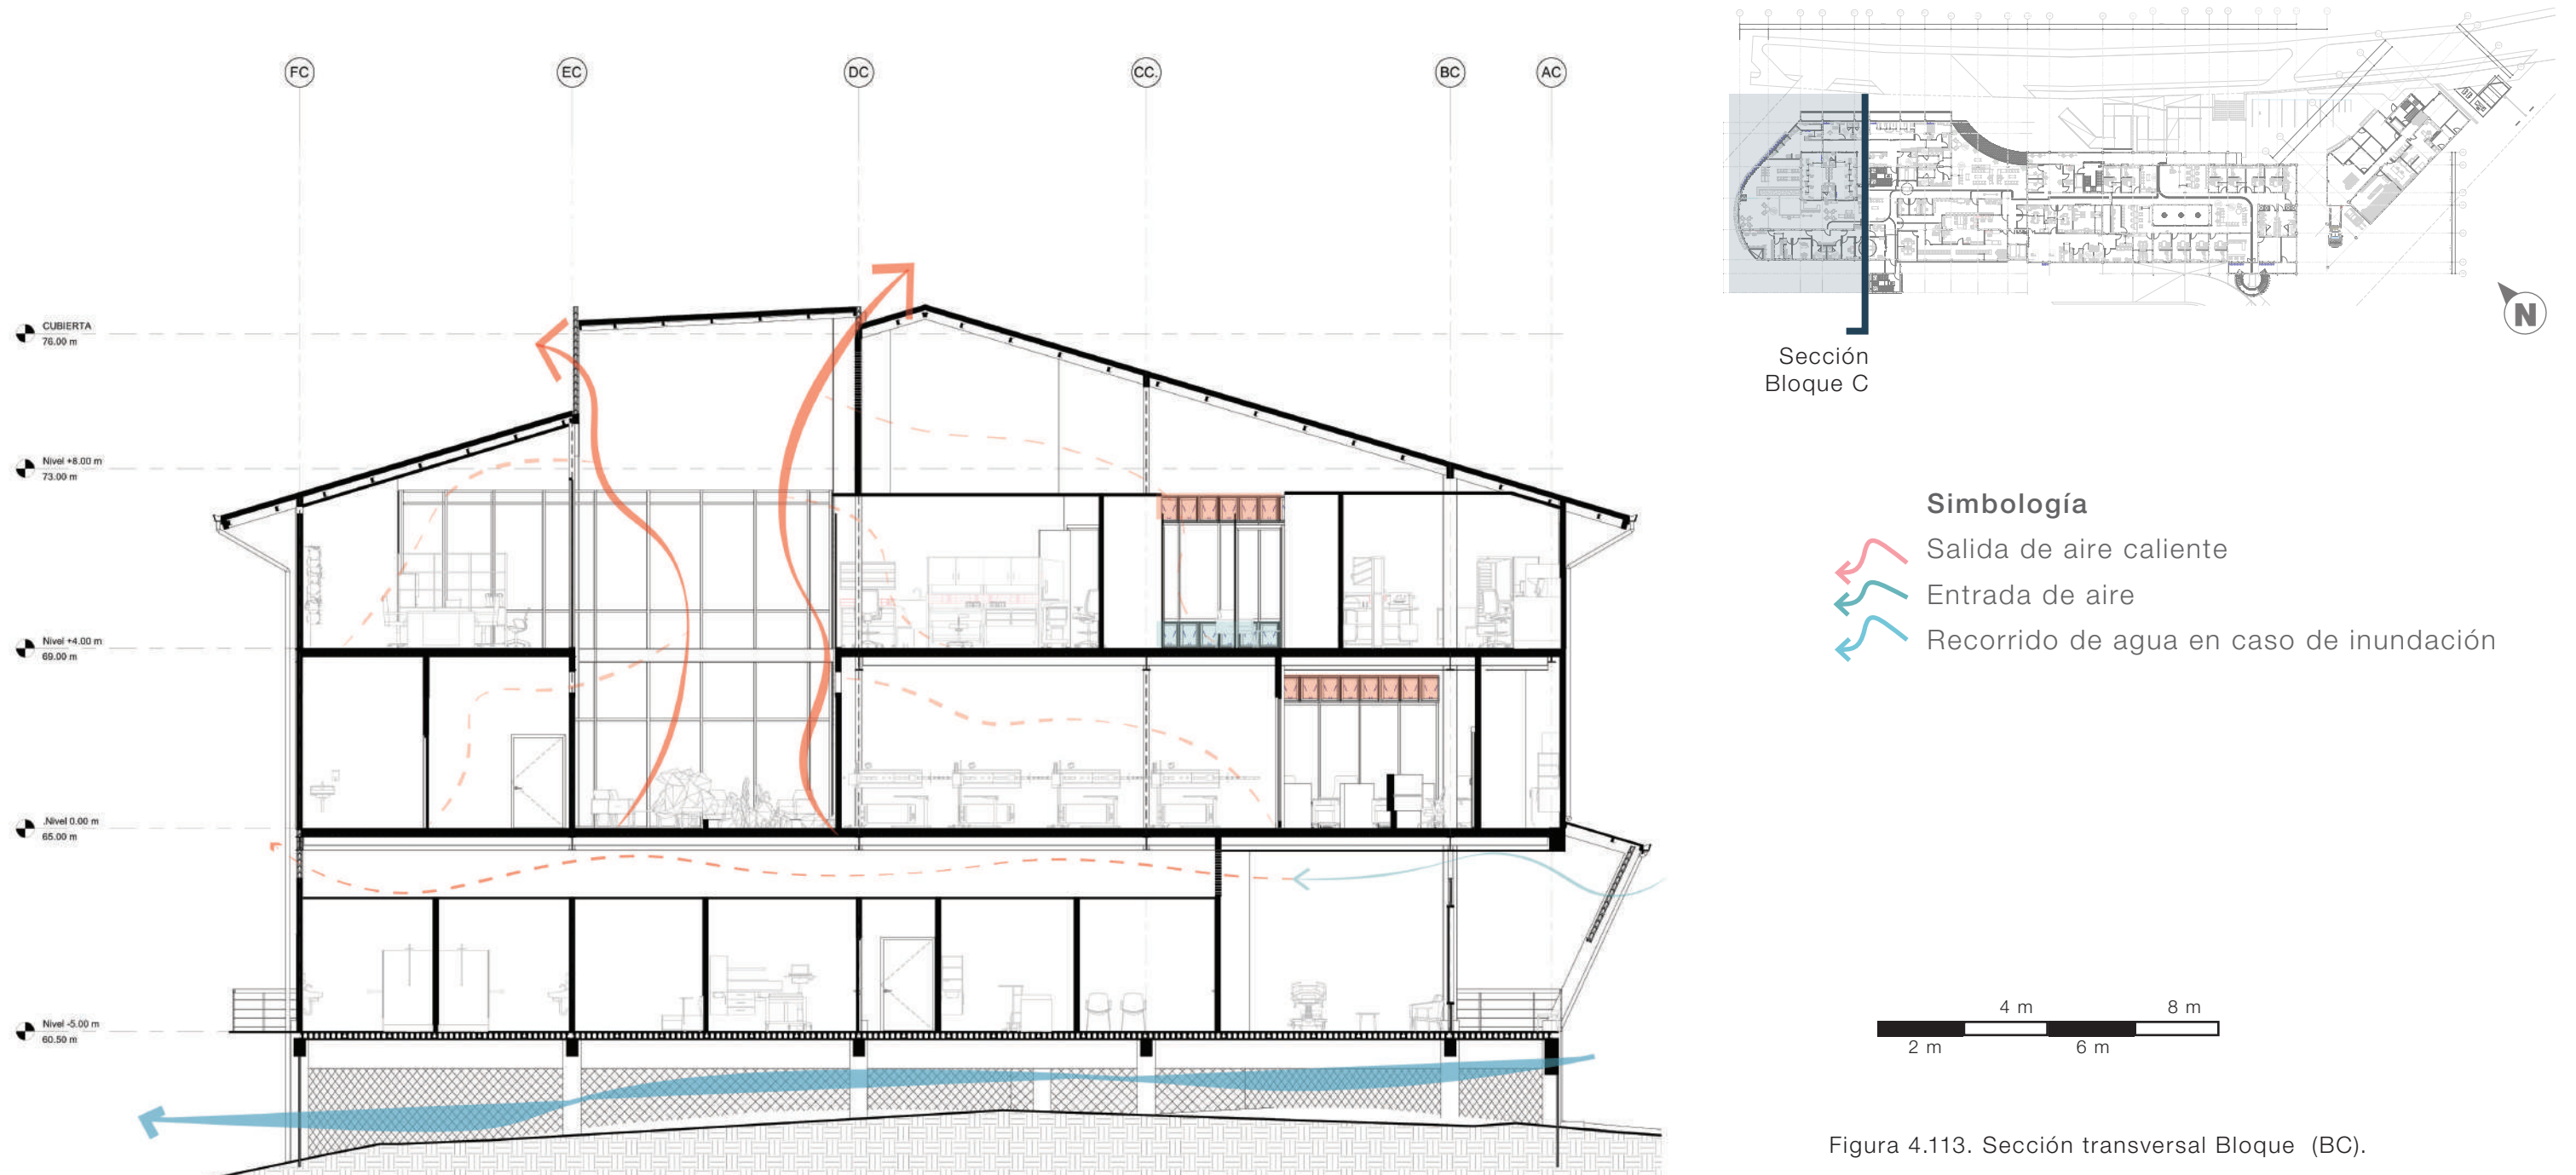 FC
EC
DC
CC.
BC
AC
CUBIERTA
76.00 m
Nivel +8.00 m
73.00 m
Nivel +4.00 m
69.00 m
.Nivel 0.00 m
65.00 m
Nivel -5.00 m
60.50 m
Sección
Bloque C
N
Simbología
Salida de aire caliente
Entrada de aire
Recorrido de agua en caso de inundación
4 m
8 m
2 m
6 m
Figura 4.113. Sección transversal Bloque (BC).